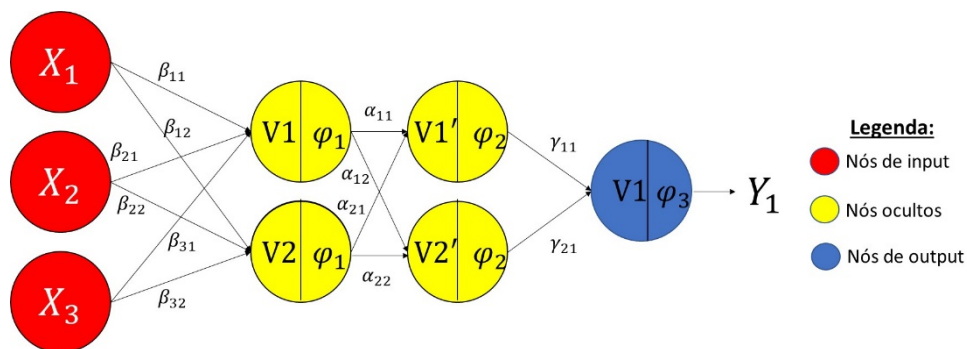 X₁
X₂
X₃
β₁₁
β₁₂
β₂₁
β₂₂
β₃₁
β₃₂
V1 φ₁
V2 φ₁
α₁₁
α₁₂
α₂₁
α₂₂
V1′ φ₂
V2′ φ₂
γ₁₁
γ₂₁
V1 φ₃
Y₁
Legenda:
Nós de input
Nós ocultos
Nós de output